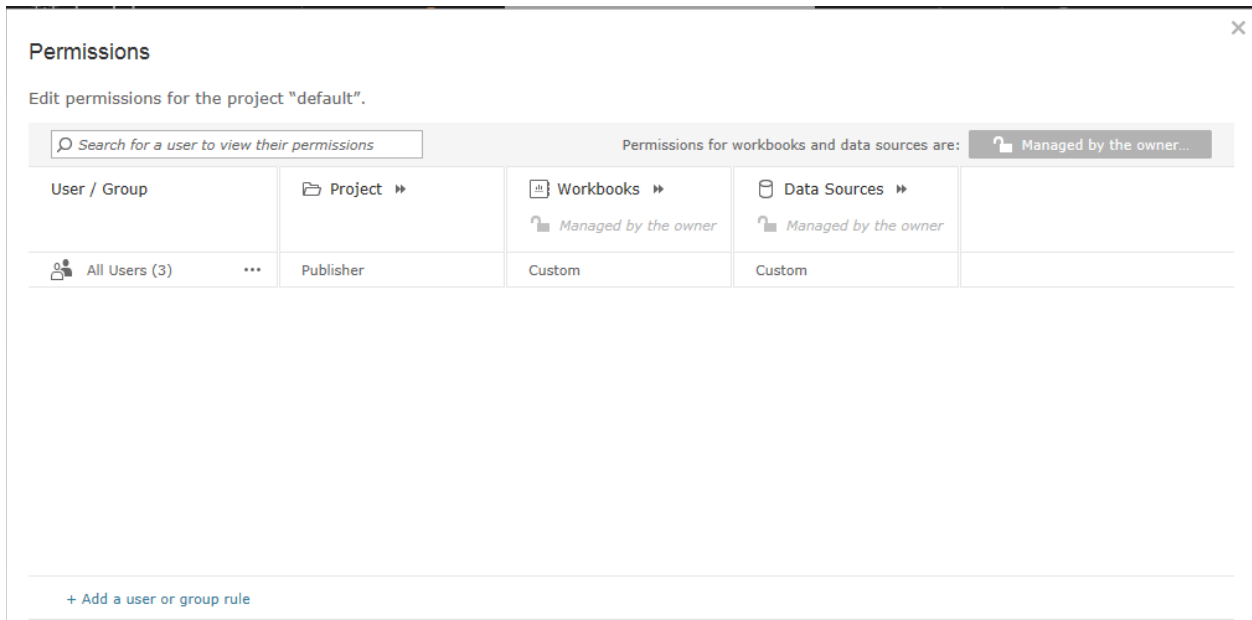 Permissions
Edit permissions for the project “default”.
Search for a user to view their permissions
Permissions for workbooks and data sources are:
Managed by the owner...
User / Group
Project
Workbooks
Data Sources
Managed by the owner
Managed by the owner
All Users (3)
Publisher
Custom
Custom
+ Add a user or group rule